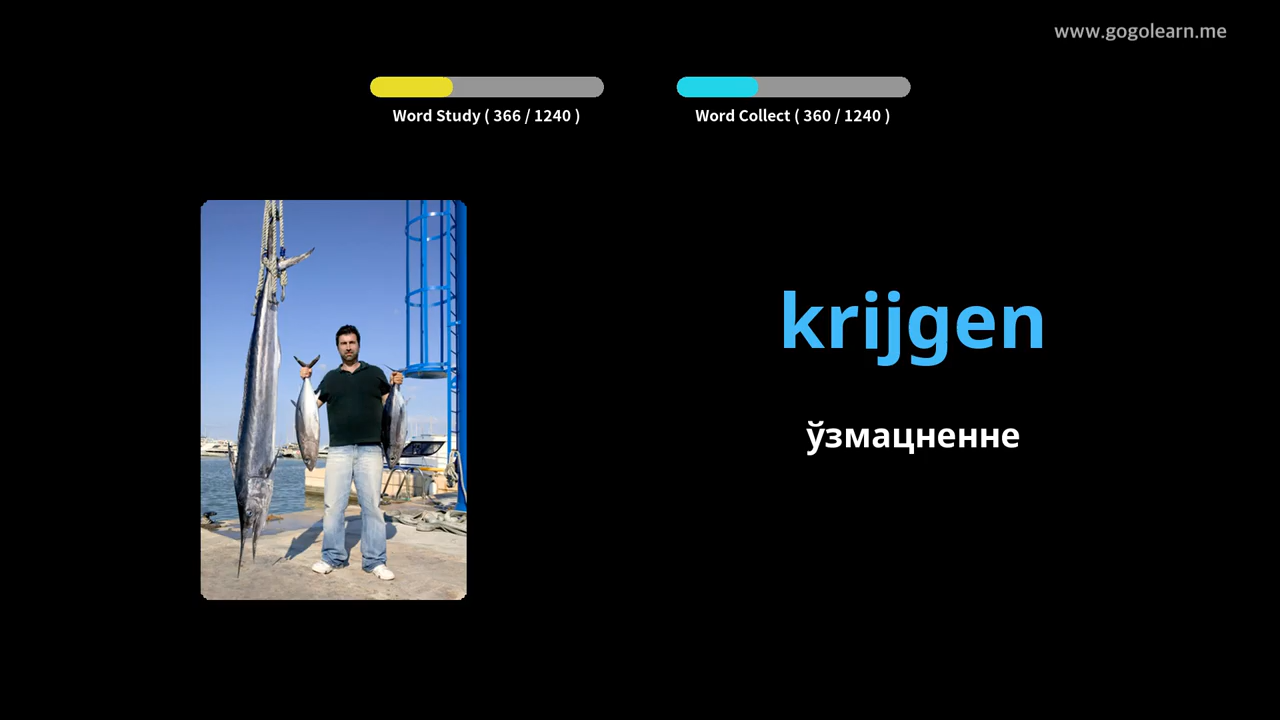 www.gogolearn.me
Word Study ( 366 / 1240 )
Word Collect ( 360 / 1240 )
krijgen
ўзмацненне